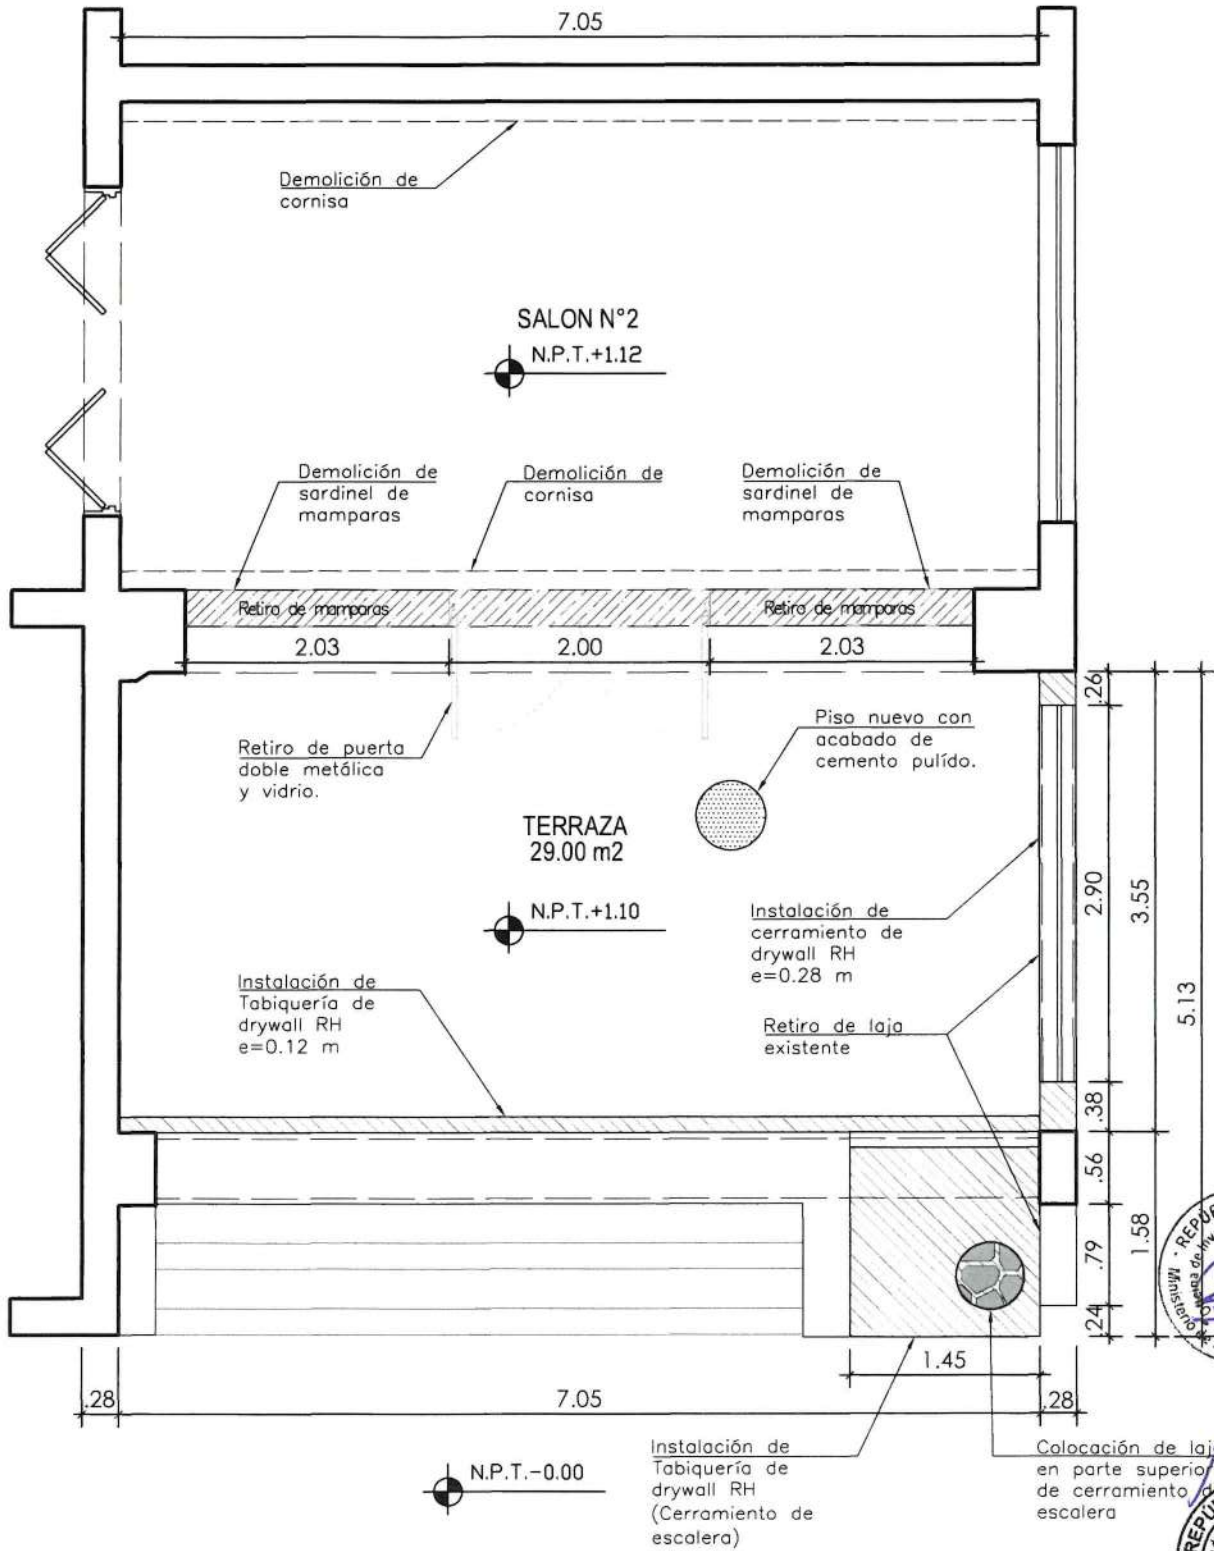 7.05
Demolición de
cornisa
SALON N°2
N.P.T.+1.12
Demolición de
sardinel de
mamparas
Demolición de
cornisa
Demolición de
sardinel de
mamparas
Retiro de mamparas
Retiro de mamparas
2.03
2.00
2.03
.26
Retiro de puerta
doble metálica
y vidrio.
Piso nuevo con
acabado de
cemento pulído.
TERRAZA
29.00 m2
N.P.T.+1.10
2.90
3.55
5.13
Instalación de
cerramiento de
drywall RH
e=0.28 m
Instalación de
Tabiquería de
drywall RH
e=0.12 m
Retiro de laja
existente
.38
.56
.79
.24
1.58
1.45
.28
7.05
.28
N.P.T.-0.00
Instalación de
Tabiquería de
drywall RH
(Cerramiento de
escalera)
Colocación de laj
en parte superior
de cerramiento d
escalera
REPÚ
Ministerio
REPÚ